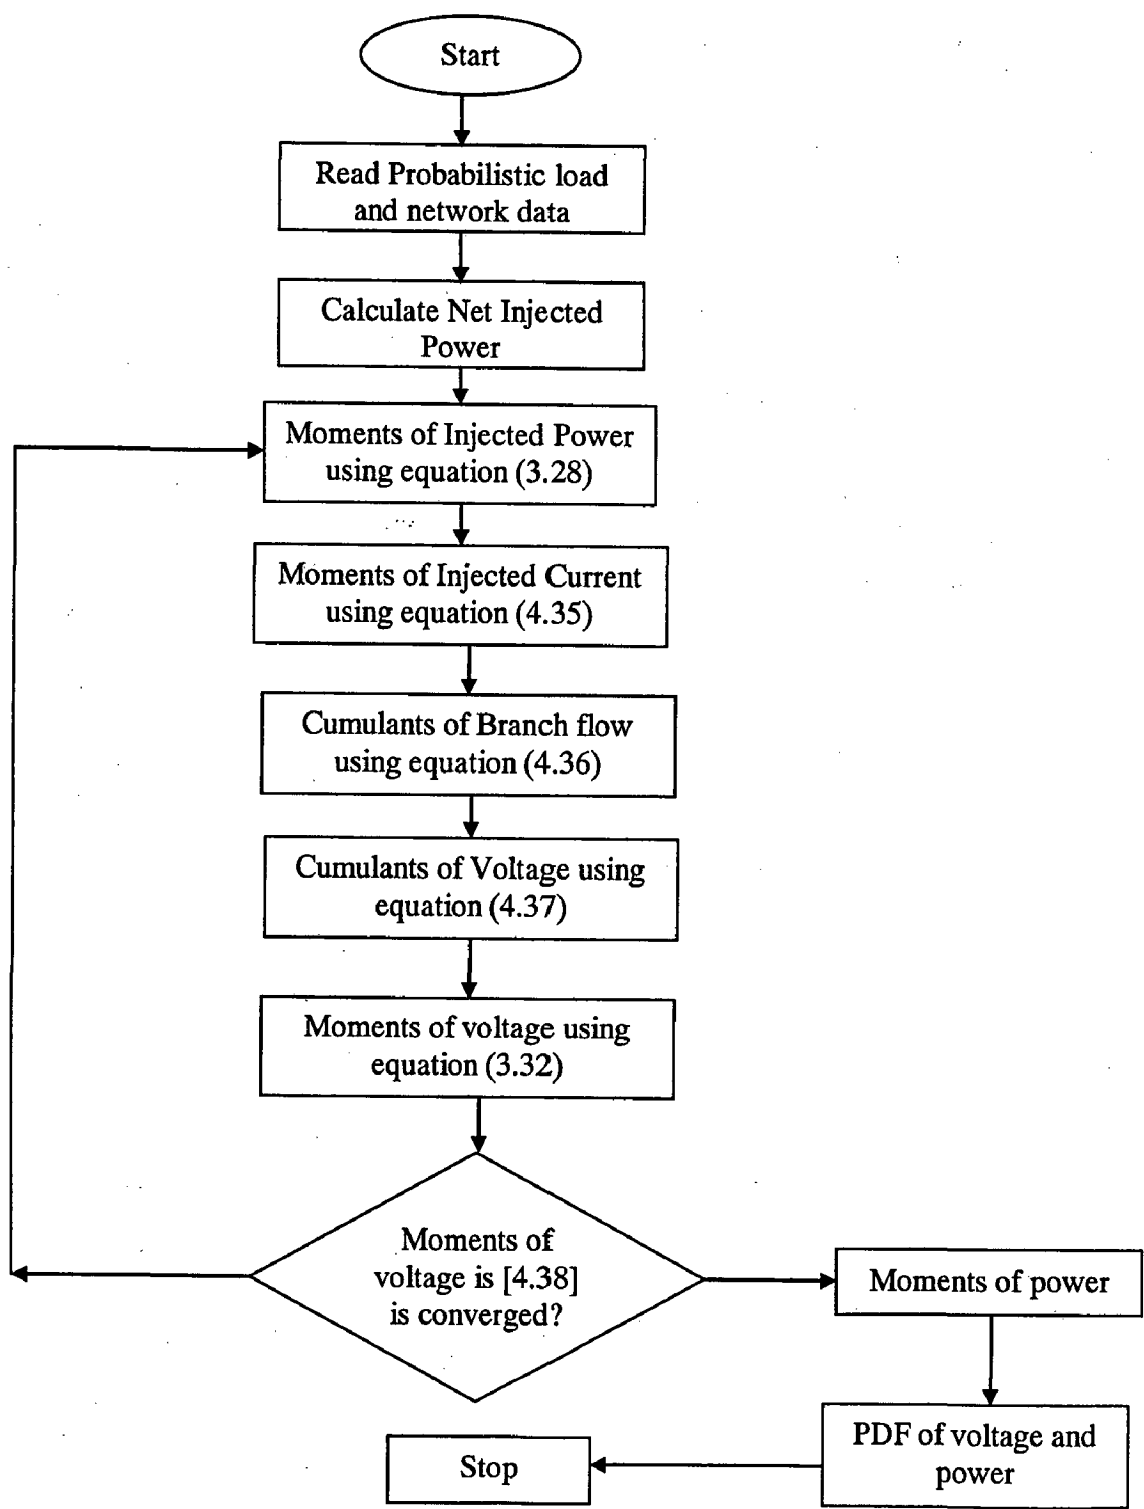 Start
Read Probabilistic load
and network data
Calculate Net Injected
Power
Moments of Injected Power
using equation (3.28)
Moments of Injected Current
using equation (4.35)
Cumulants of Branch flow
using equation (4.36)
Cumulants of Voltage using
equation (4.37)
Moments of voltage using
equation (3.32)
Moments of
voltage is [4.38]
is converged?
Moments of power
PDF of voltage and
power
Stop